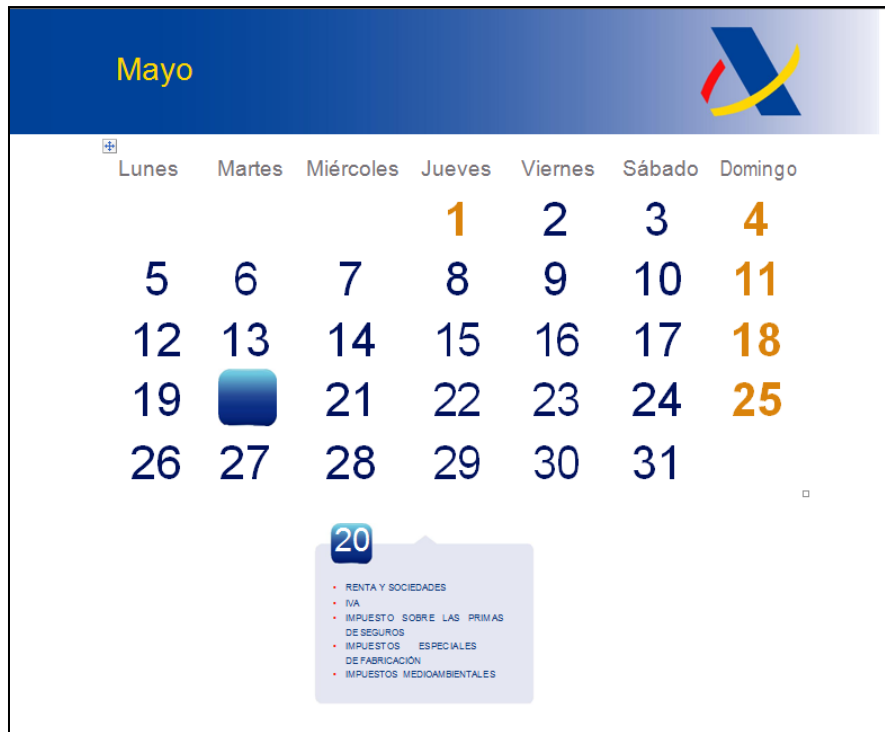 Mayo
Lunes Martes Miércoles Jueves Viernes Sábado Domingo
1 2 3 4
5 6 7 8 9 10 11
12 13 14 15 16 17 18
19 21 22 23 24 25
26 27 28 29 30 31
20
• RENTA Y SOCIEDADES
• IVA
• IMPUESTO SOBRE LAS PRIMAS
DE SEGUROS
• IMPUESTOS ESPECIALES
DE FABRICACIÓN
• IMPUESTOS MEDIOAMBIENTALES